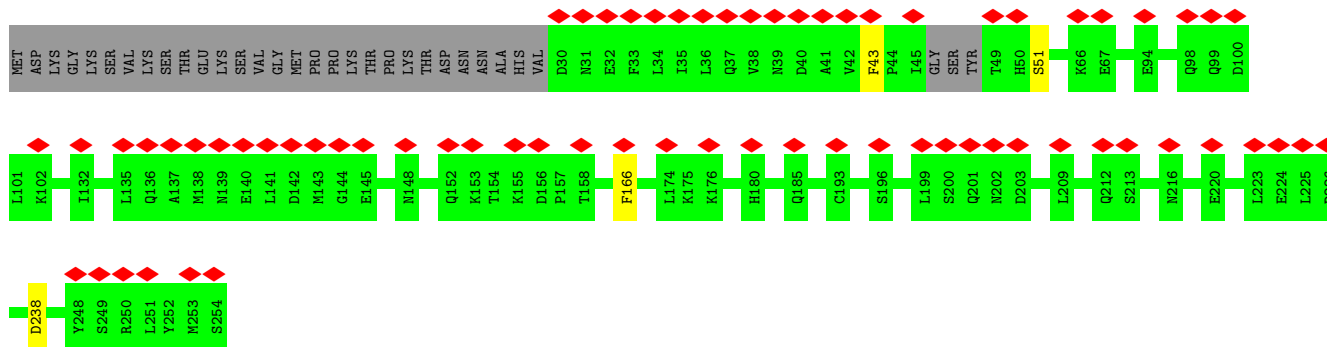 MET ASP LYS GLY LYS SER VAL LYS SER THR GLU LYS SER VAL GLY MET PRO PRO LYS THR PRO LYS THR ASP ASN ASN ALA HIS VAL D30 N31 E32 F33 L34 I35 L36 Q37 V38 N39 D40 A41 V42 F43 P44 I45 GLY SER TYR T49 H50 S51 K66 E67 E94 Q98 Q99 D100
L101 K102 I132 L135 Q136 A137 M138 N139 E140 L141 D142 M143 G144 E145 N148 Q152 K153 T154 K155 D156 P157 T158 F166 L174 K175 K176 H180 Q185 C193 S196 L199 S200 Q201 N202 D203 L209 Q212 S213 N216 E220 L223 E224 L225
D238 Y248 S249 R250 L251 Y252 M253 S254